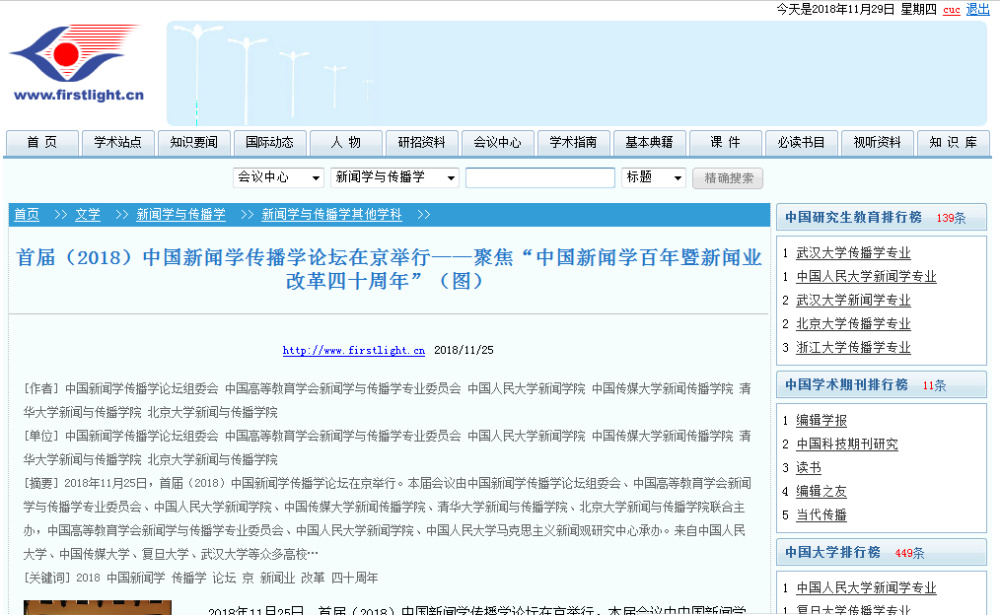 今天是2018年11月29日 星期四 cuc 退出
www.firstlight.cn
首 页 学术站点 知识要闻 国际动态 人 物 研招资料 会议中心 学术指南 基本典籍 课 件 必读书目 视听资料 知 识 库
会议中心 新闻学与传播学 标题 精确搜索
首页 >> 文学 >> 新闻学与传播学 >> 新闻学与传播学其他学科 >>
首届（2018）中国新闻学传播学论坛在京举行——聚焦“中国新闻学百年暨新闻业
改革四十周年”（图）
http://www.firstlight.cn 2018/11/25
[作者] 中国新闻学传播学论坛组委会 中国高等教育学会新闻学与传播学专业委员会 中国人民大学新闻学院 中国传媒大学新闻传播学院 清
华大学新闻与传播学院 北京大学新闻与传播学院
[单位] 中国新闻学传播学论坛组委会 中国高等教育学会新闻学与传播学专业委员会 中国人民大学新闻学院 中国传媒大学新闻传播学院 清
华大学新闻与传播学院 北京大学新闻与传播学院
[摘要] 2018年11月25日，首届（2018）中国新闻学传播学论坛在京举行。本届会议由中国新闻学传播学论坛组委会、中国高等教育学会新闻
学与传播学专业委员会、中国人民大学新闻学院、中国传媒大学新闻传播学院、清华大学新闻与传播学院、北京大学新闻与传播学院联合主
办，中国高等教育学会新闻学与传播学专业委员会、中国人民大学新闻学院、中国人民大学马克思主义新闻观研究中心承办。来自中国人民
大学、中国传媒大学、复旦大学、武汉大学等众多高校…
[关键词] 2018 中国新闻学 传播学 论坛 京 新闻业 改革 四十周年
2018年11月25日，首届（2018）中国新闻学传播学论坛在京举行。本届会议由中国新闻学
中国研究生教育排行榜 139条
1 武汉大学传播学专业
1 中国人民大学新闻学专业
2 武汉大学新闻学专业
2 北京大学传播学专业
3 浙江大学传播学专业
中国学术期刊排行榜 11条
1 编辑学报
2 中国科技期刊研究
3 读书
4 编辑之友
5 当代传播
中国大学排行榜 449条
1 中国人民大学新闻学专业
1 复旦大学传播学专业